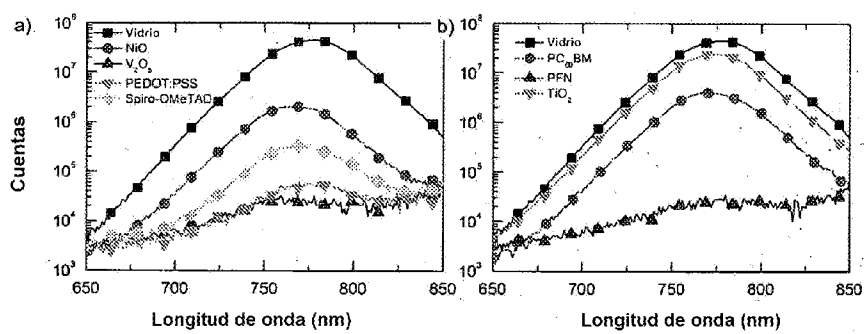 a)
Vidrio
NiO
V₂O₅
PEDOT:PSS
Spiro-OMeTAD
Cuentas
10⁸
10⁷
10⁶
10⁵
10⁴
10³
650 700 750 800 850
Longitud de onda (nm)
b)
Vidrio
PC₆₀BM
PFN
TiO₂
10⁸
10⁷
10⁶
10⁵
10⁴
10³
650 700 750 800 850
Longitud de onda (nm)